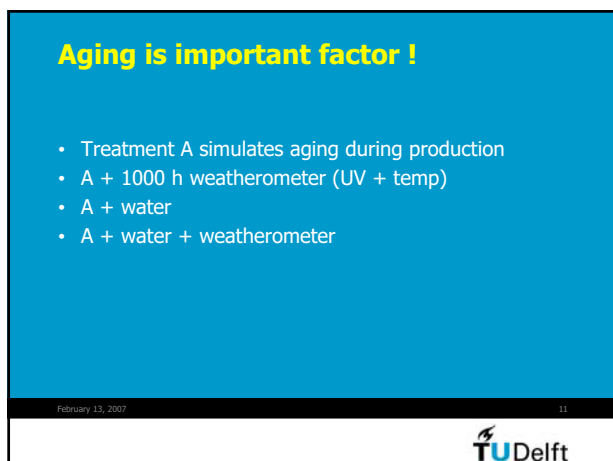 Aging is important factor !
• Treatment A simulates aging during production
• A + 1000 h weatherometer (UV + temp)
• A + water
• A + water + weatherometer
February 13, 2007 11
TUDelft